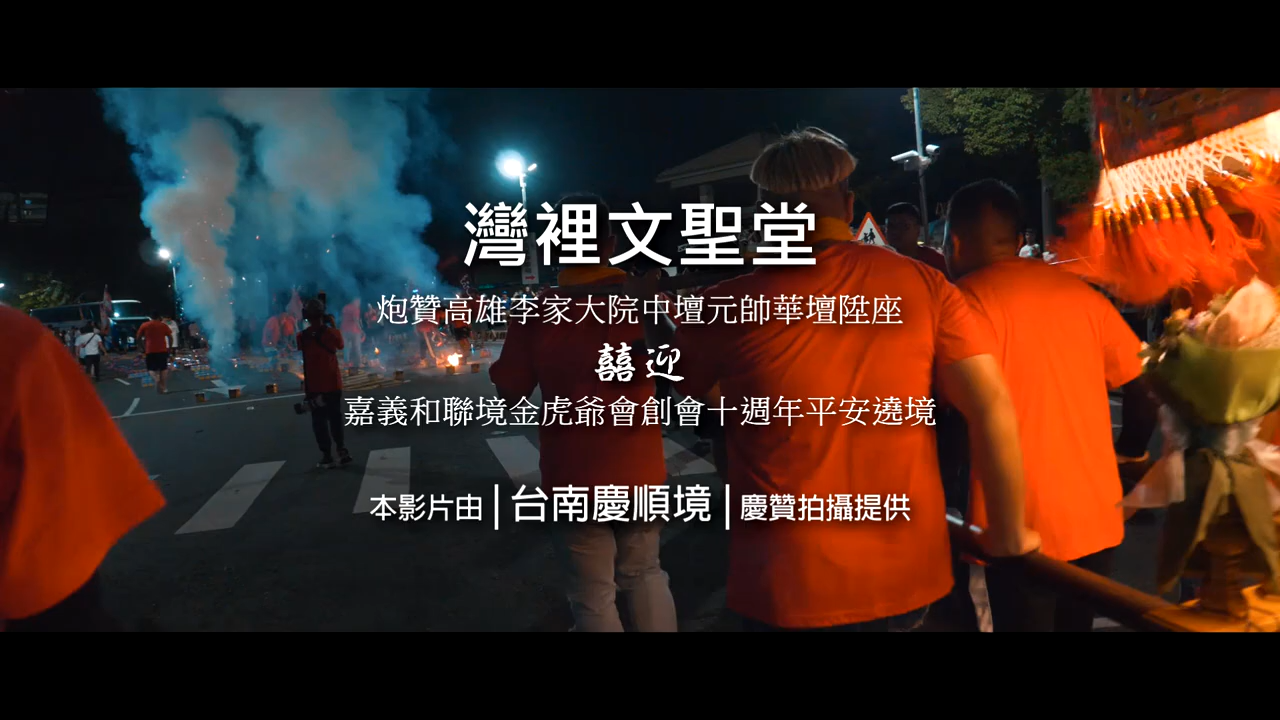 灣裡文聖堂
炮贊高雄李家大院中壇元帥華壇陞座
囍迎
嘉義和聯境金虎爺會創會十週年平安遶境
本影片由|台南慶順境|慶贊拍攝提供